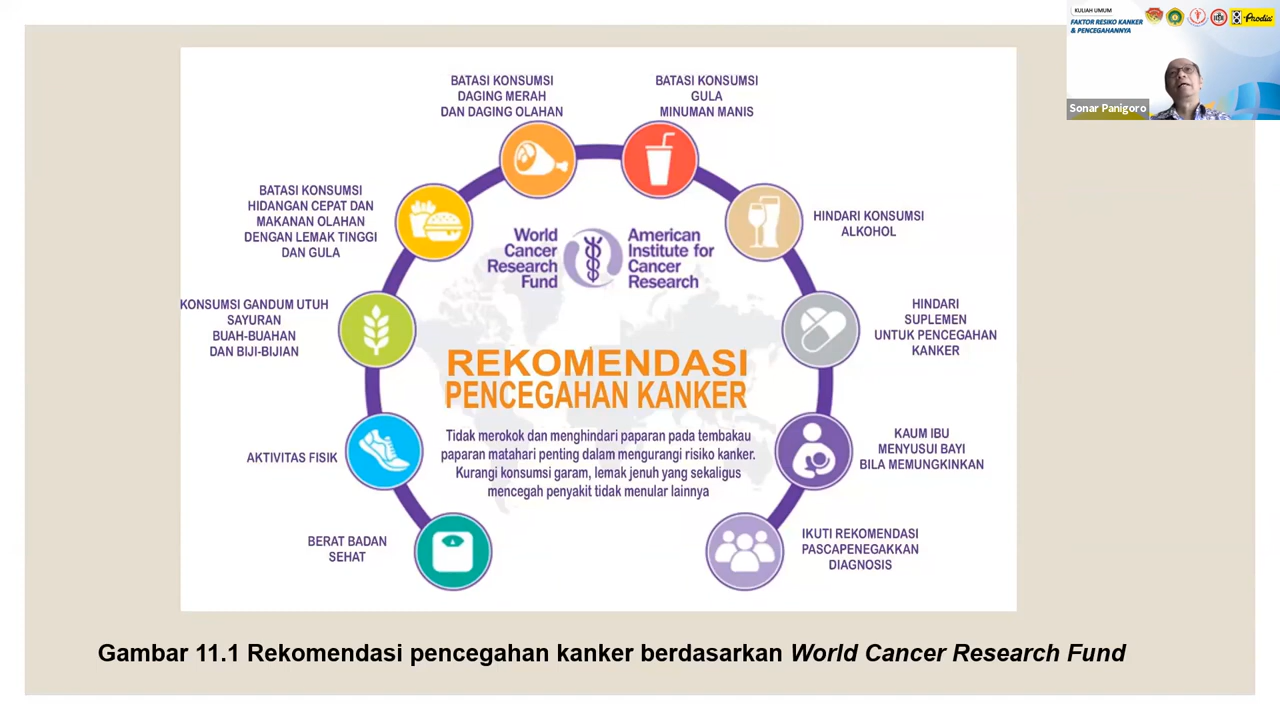 KULIAH UMUM
FAKTOR RESIKO KANKER
& PENCEGAHANNYA
Prodia
Sonar Panigoro
BATASI KONSUMSI
DAGING MERAH
DAN DAGING OLAHAN
BATASI KONSUMSI
GULA
MINUMAN MANIS
BATASI KONSUMSI
HIDANGAN CEPAT DAN
MAKANAN OLAHAN
DENGAN LEMAK TINGGI
DAN GULA
HINDARI KONSUMSI
ALKOHOL
World
Cancer
Research
Fund
American
Institute for
Cancer
Research
KONSUMSI GANDUM UTUH
SAYURAN
BUAH-BUAHAN
DAN BIJI-BIJIAN
HINDARI
SUPLEMEN
UNTUK PENCEGAHAN
KANKER
REKOMENDASI
PENCEGAHAN KANKER
Tidak merokok dan menghindari paparan pada tembakau
paparan matahari penting dalam mengurangi risiko kanker.
Kurangi konsumsi garam, lemak jenuh yang sekaligus
mencegah penyakit tidak menular lainnya
AKTIVITAS FISIK
KAUM IBU
MENYUSUI BAYI
BILA MEMUNGKINKAN
BERAT BADAN
SEHAT
IKUTI REKOMENDASI
PASCAPENEGAKKAN
DIAGNOSIS
Gambar 11.1 Rekomendasi pencegahan kanker berdasarkan World Cancer Research Fund